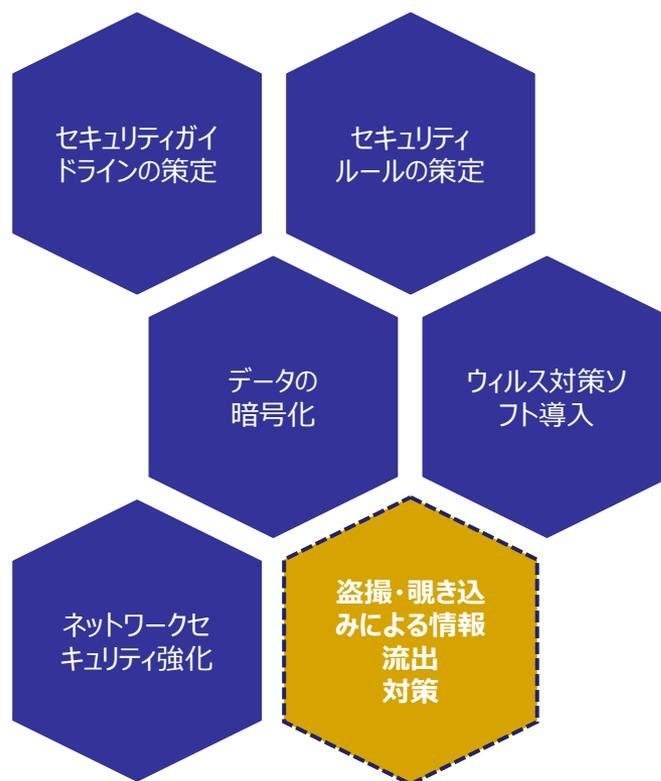 セキュリティガイ
ドラインの策定
セキュリティ
ルールの策定
データの
暗号化
ウィルス対策ソ
フト導入
ネットワークセ
キュリティ強化
盗撮・覗き込
みによる情報
流出
対策